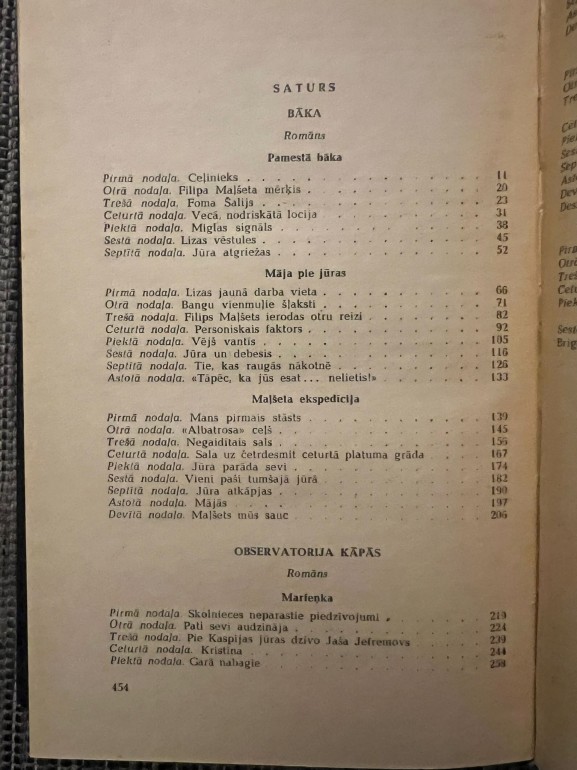 SATURS
BĀKA
Romāns
Pamestā bāka
Pirmā nodaļa. Ceļinieks 11
Otrā nodaļa. Filipa Maļšeta mērķis 20
Trešā nodaļa. Foma Šalijs 23
Ceturtā nodaļa. Vecā, nodriskātā locija 31
Piektā nodaļa. Miglas signāls 38
Sestā nodaļa. Lizas vēstules 45
Septītā nodaļa. Jūra atgriežas 52
Māja pie jūras
Pirmā nodaļa. Lizas jaunā darba vieta 66
Otrā nodaļa. Bangu vienmuļie šļaksti 71
Trešā nodaļa. Filips Maļšets ierodas otru reizi 82
Ceturtā nodaļa. Personiskais faktors 92
Piektā nodaļa. Vējš vantīs 105
Sestā nodaļa. Jūra un debesis 116
Septītā nodaļa. Tie, kas raugās nākotnē 126
Astotā nodaļa. «Tāpēc, ka jūs esat... nelietis!» 133
Maļšeta ekspedīcija
Pirmā nodaļa. Mans pirmais stāsts 139
Otrā nodaļa. «Albatrosa» ceļš 145
Trešā nodaļa. Negaidītais sals 156
Ceturtā nodaļa. Sala uz četrdesmit ceturtā platuma grāda 167
Piektā nodaļa. Jūra parāda sevi 174
Sestā nodaļa. Vieni paši tumšajā jūrā 182
Septītā nodaļa. Jūra atkāpjas 190
Astotā nodaļa. Mājās 197
Devītā nodaļa. Maļšets mūs sauc 206
OBSERVATORIJA KĀPĀS
Romāns
Marieņka
Pirmā nodaļa. Skolnieces neparastie piedzīvojumi 219
Otrā nodaļa. Pati sevi audzināja 224
Trešā nodaļa. Pie Kaspijas jūras dzīvo Jaša Jefremovs 239
Ceturtā nodaļa. Kristīna 244
Piektā nodaļa. Garā nabagie 258
454